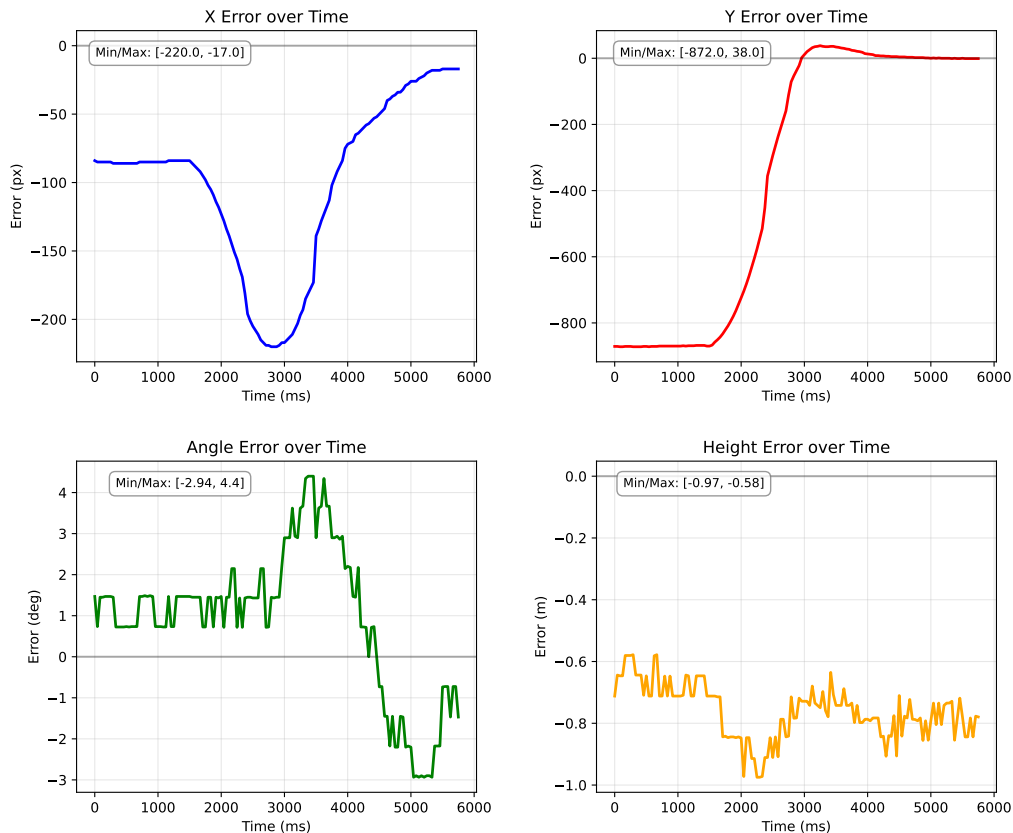 X Error over Time
Min/Max: [-220.0, -17.0]
Error (px)
0
−50
−100
−150
−200
0 1000 2000 3000 4000 5000 6000
Time (ms)
Y Error over Time
Min/Max: [-872.0, 38.0]
Error (px)
0
−200
−400
−600
−800
0 1000 2000 3000 4000 5000 6000
Time (ms)
Angle Error over Time
Min/Max: [-2.94, 4.4]
Error (deg)
4
3
2
1
0
−1
−2
−3
0 1000 2000 3000 4000 5000 6000
Time (ms)
Height Error over Time
Min/Max: [-0.97, -0.58]
Error (m)
0.0
−0.2
−0.4
−0.6
−0.8
−1.0
0 1000 2000 3000 4000 5000 6000
Time (ms)